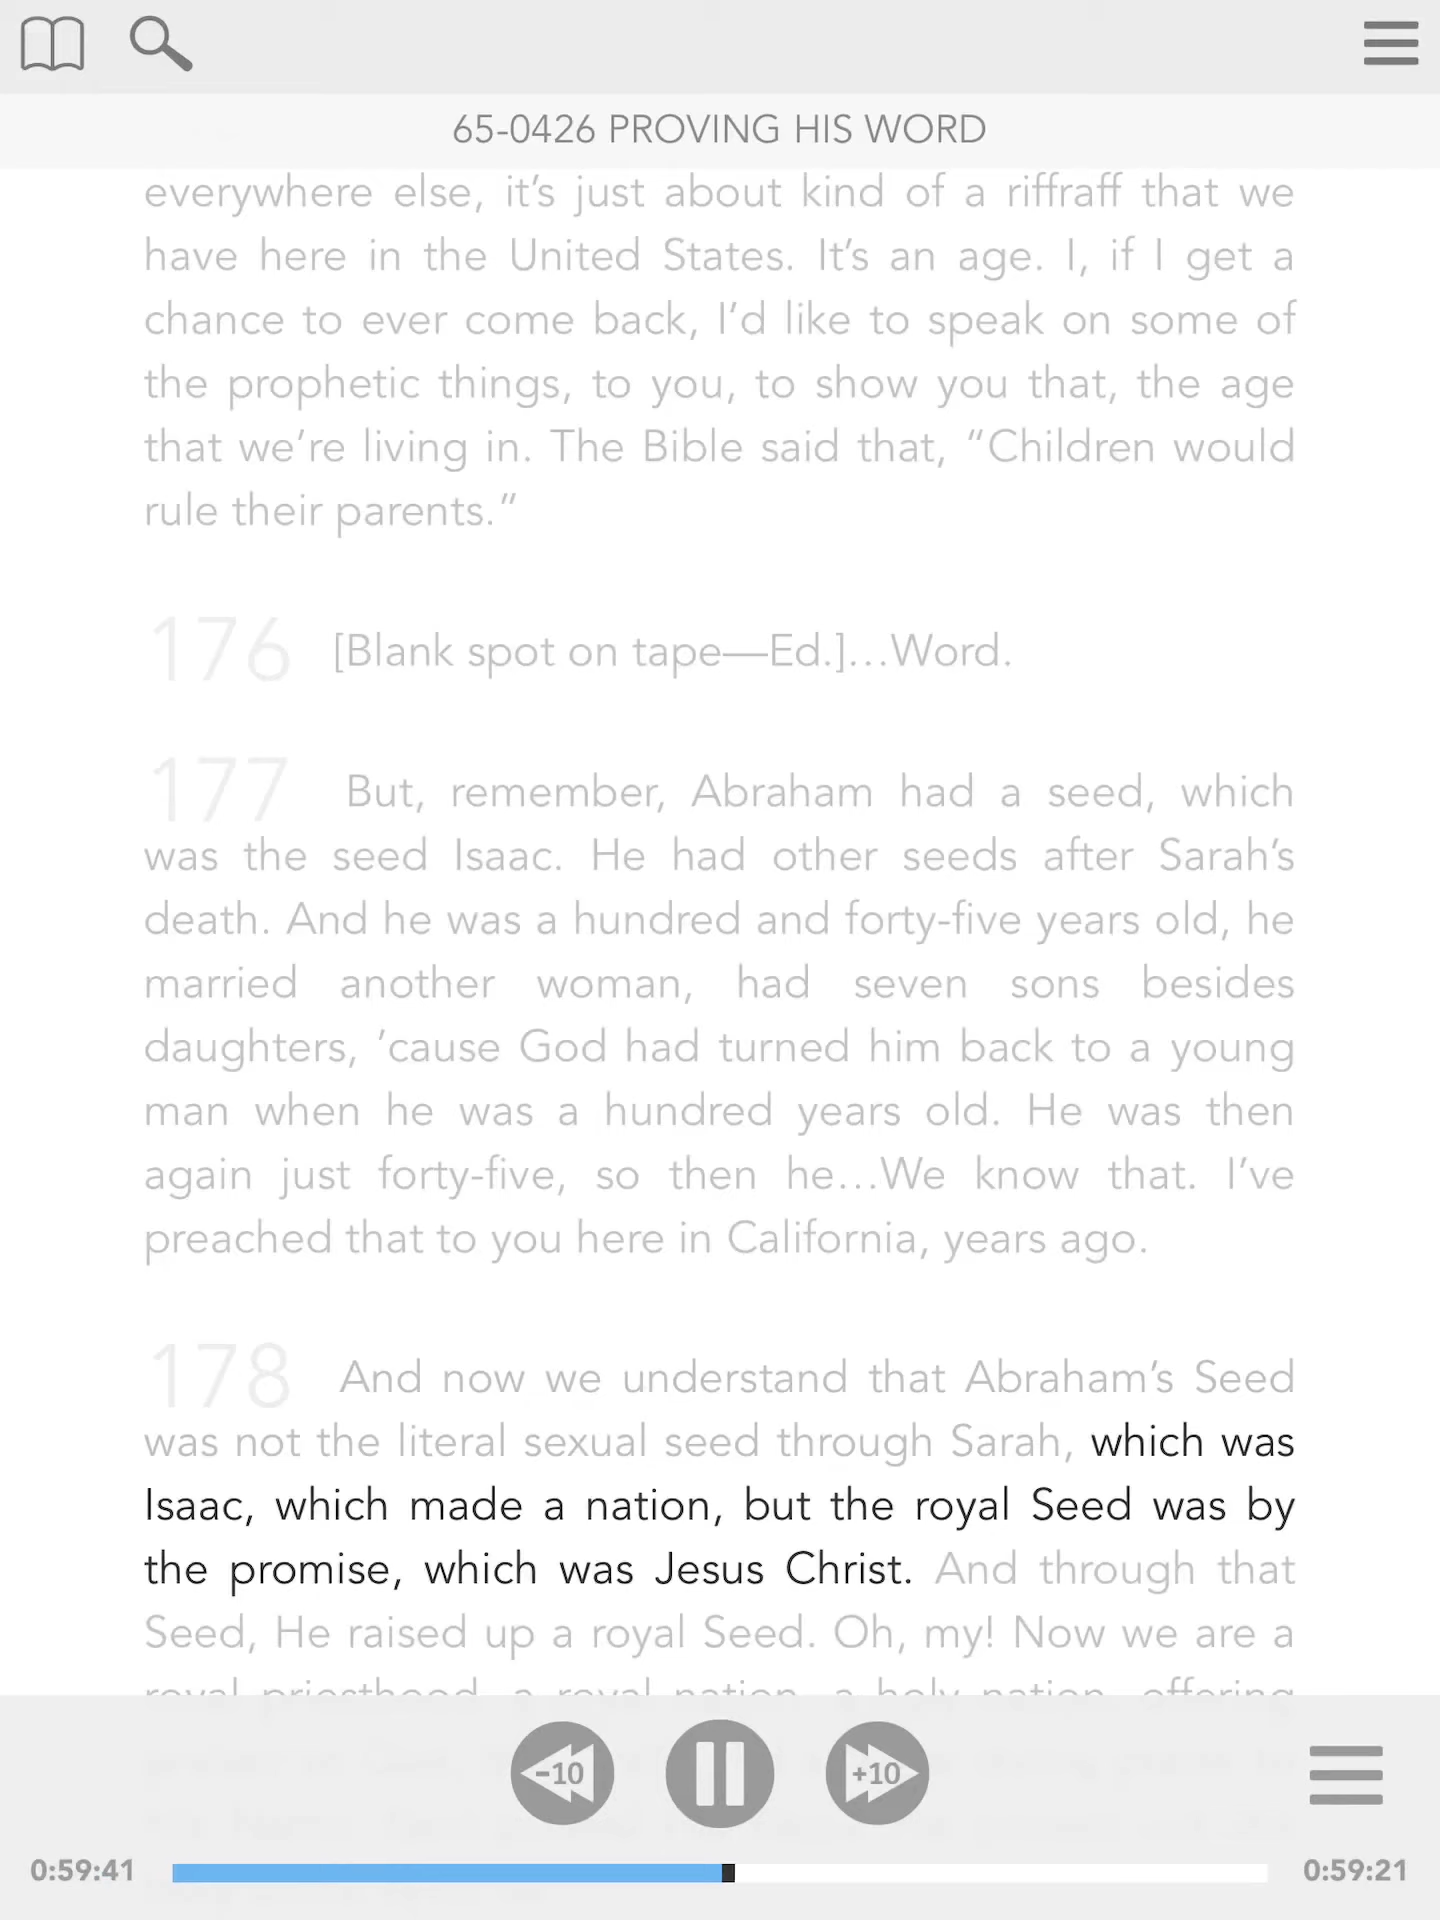 65-0426 PROVING HIS WORD
everywhere else, it’s just about kind of a riffraff that we
have here in the United States. It’s an age. I, if I get a
chance to ever come back, I’d like to speak on some of
the prophetic things, to you, to show you that, the age
that we’re living in. The Bible said that, “Children would
rule their parents.”
176 [Blank spot on tape—Ed.]…Word.
177 But, remember, Abraham had a seed, which
was the seed Isaac. He had other seeds after Sarah’s
death. And he was a hundred and forty-five years old, he
married another woman, had seven sons besides
daughters, ’cause God had turned him back to a young
man when he was a hundred years old. He was then
again just forty-five, so then he…We know that. I’ve
preached that to you here in California, years ago.
178 And now we understand that Abraham’s Seed
was not the literal sexual seed through Sarah, which was
Isaac, which made a nation, but the royal Seed was by
the promise, which was Jesus Christ. And through that
Seed, He raised up a royal Seed. Oh, my! Now we are a
royal priesthood, a royal nation, a holy nation, offering
-10 +10
0:59:41 0:59:21